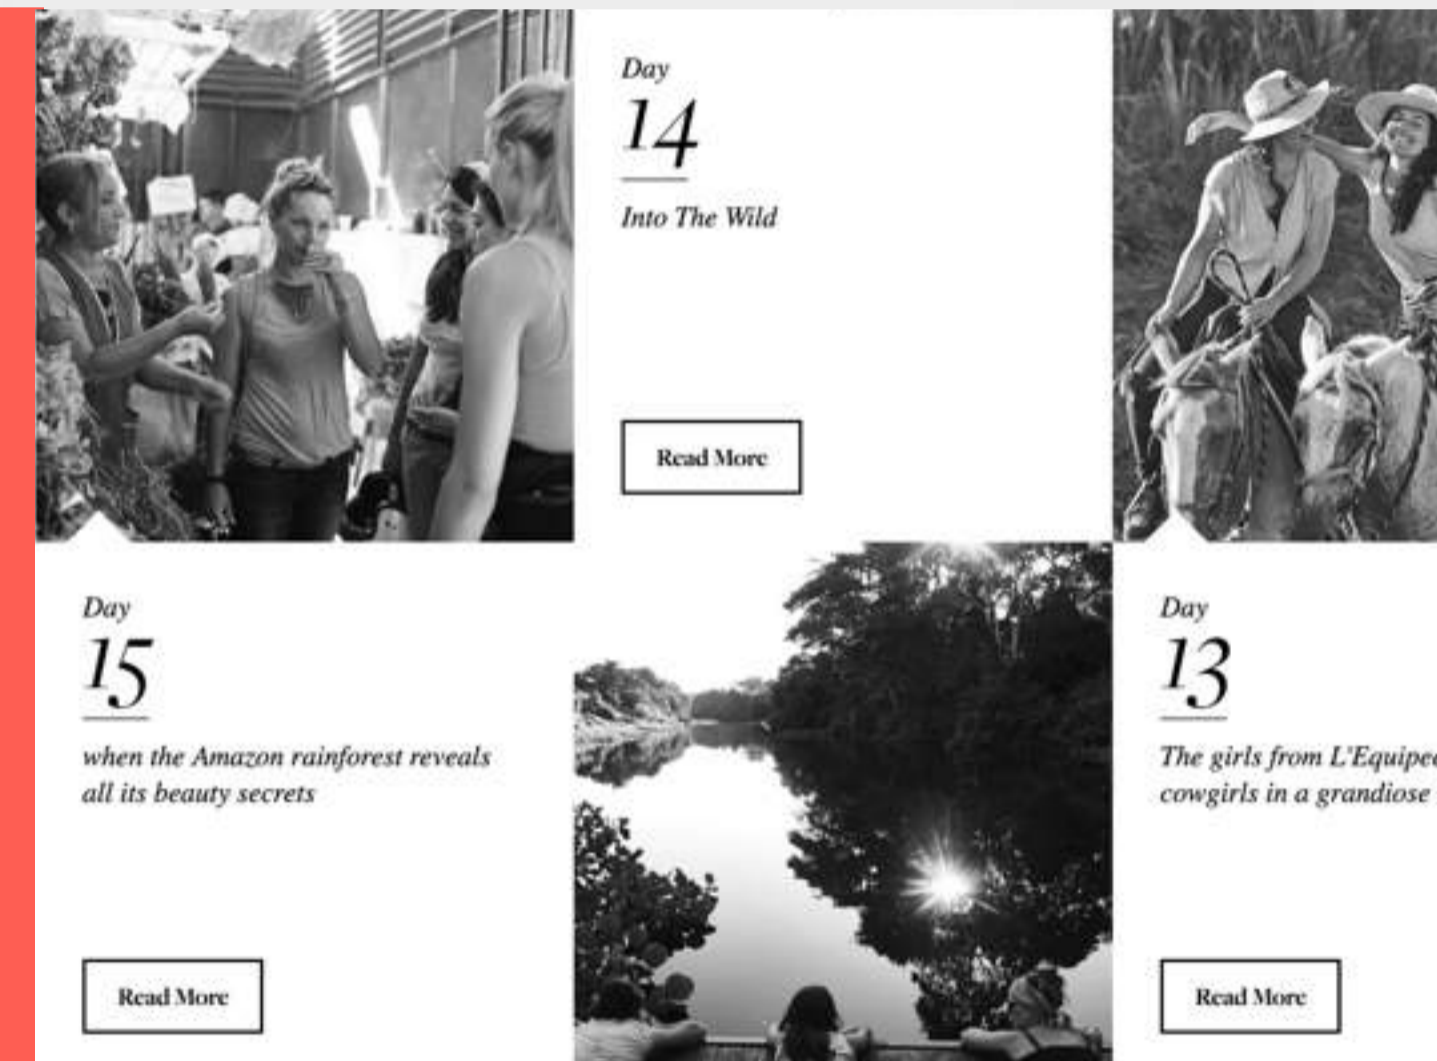 Day
14
Into The Wild
Read More
Day
15
when the Amazon rainforest reveals
all its beauty secrets
Read More
Day
13
The girls from L'Equipee
cowgirls in a grandiose
Read More